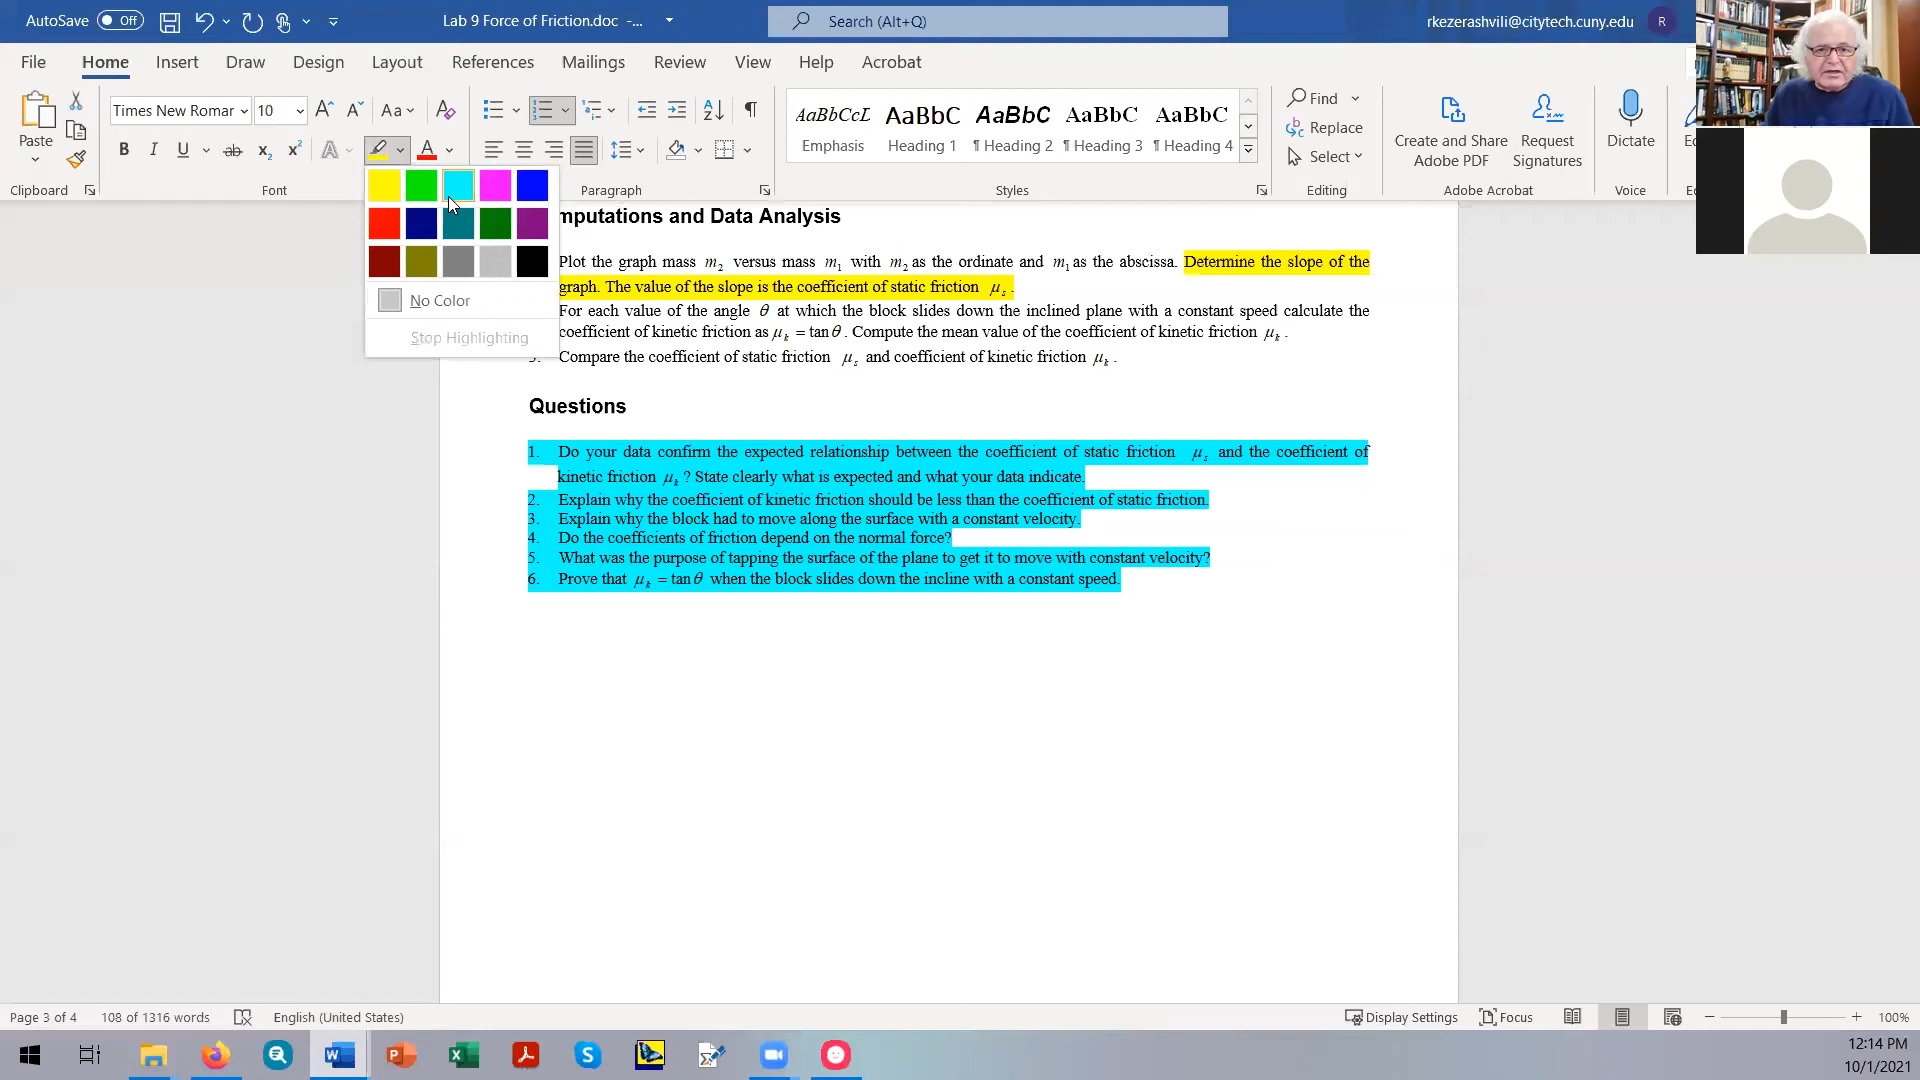 AutoSave Off Lab 9 Force of Friction.doc -... Search (Alt+Q) rkezerashvili@citytech.cuny.edu R
File Home Insert Draw Design Layout References Mailings Review View Help Acrobat
Paste
Times New Romar 10 Aa
AaBbCcL AaBbC AaBbC AaBbC AaBbC
Emphasis Heading 1 ¶ Heading 2 ¶ Heading 3 ¶ Heading 4
Find
Replace
Select
Create and Share Adobe PDF
Request Signatures
Dictate
Font Paragraph Styles Editing Adobe Acrobat Voice
No Color
Stop Highlighting
mputations and Data Analysis
Plot the graph mass m2 versus mass m1 with m2 as the ordinate and m1 as the abscissa. Determine the slope of the
graph. The value of the slope is the coefficient of static friction μs.
For each value of the angle θ at which the block slides down the inclined plane with a constant speed calculate the
coefficient of kinetic friction as μk = tanθ. Compute the mean value of the coefficient of kinetic friction μk.
3. Compare the coefficient of static friction μs and coefficient of kinetic friction μk.
Questions
1. Do your data confirm the expected relationship between the coefficient of static friction μs and the coefficient of
kinetic friction μk? State clearly what is expected and what your data indicate.
2. Explain why the coefficient of kinetic friction should be less than the coefficient of static friction.
3. Explain why the block had to move along the surface with a constant velocity.
4. Do the coefficients of friction depend on the normal force?
5. What was the purpose of tapping the surface of the plane to get it to move with constant velocity?
6. Prove that μk = tanθ when the block slides down the incline with a constant speed.
Page 3 of 4 108 of 1316 words English (United States) Display Settings Focus 100%
12:14 PM
10/1/2021